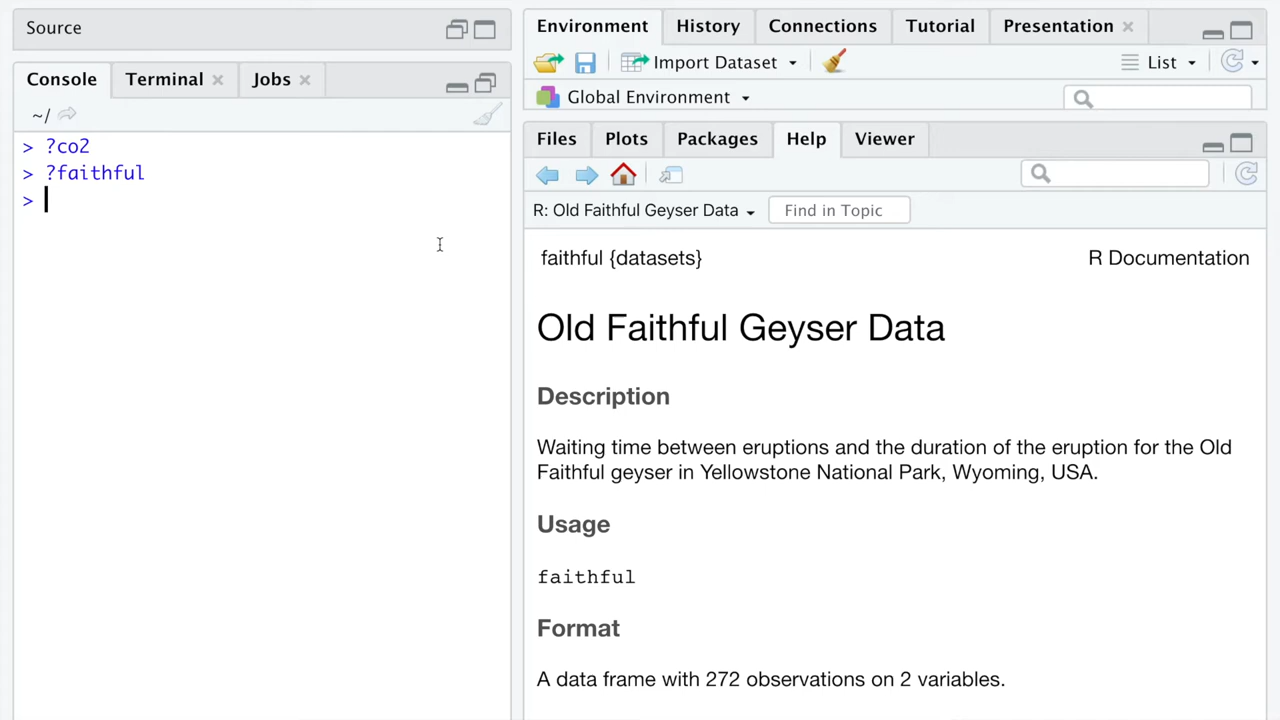 Source
Console Terminal Jobs
~/
> ?co2
> ?faithful
>
Environment History Connections Tutorial Presentation
Import Dataset List
Global Environment
Files Plots Packages Help Viewer
R: Old Faithful Geyser Data Find in Topic
faithful {datasets} R Documentation
Old Faithful Geyser Data
Description
Waiting time between eruptions and the duration of the eruption for the Old
Faithful geyser in Yellowstone National Park, Wyoming, USA.
Usage
faithful
Format
A data frame with 272 observations on 2 variables.